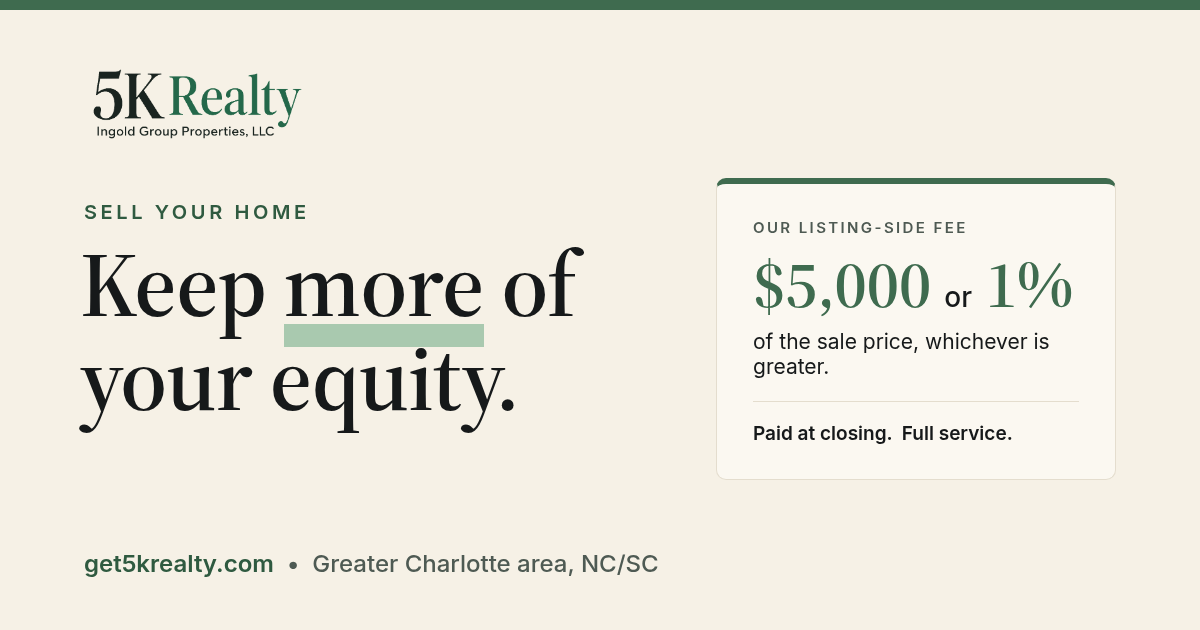 5K Realty
Ingold Group Properties, LLC
SELL YOUR HOME
Keep more of
your equity.
OUR LISTING-SIDE FEE
$5,000 or 1%
of the sale price, whichever is
greater.
Paid at closing. Full service.
get5krealty.com • Greater Charlotte area, NC/SC